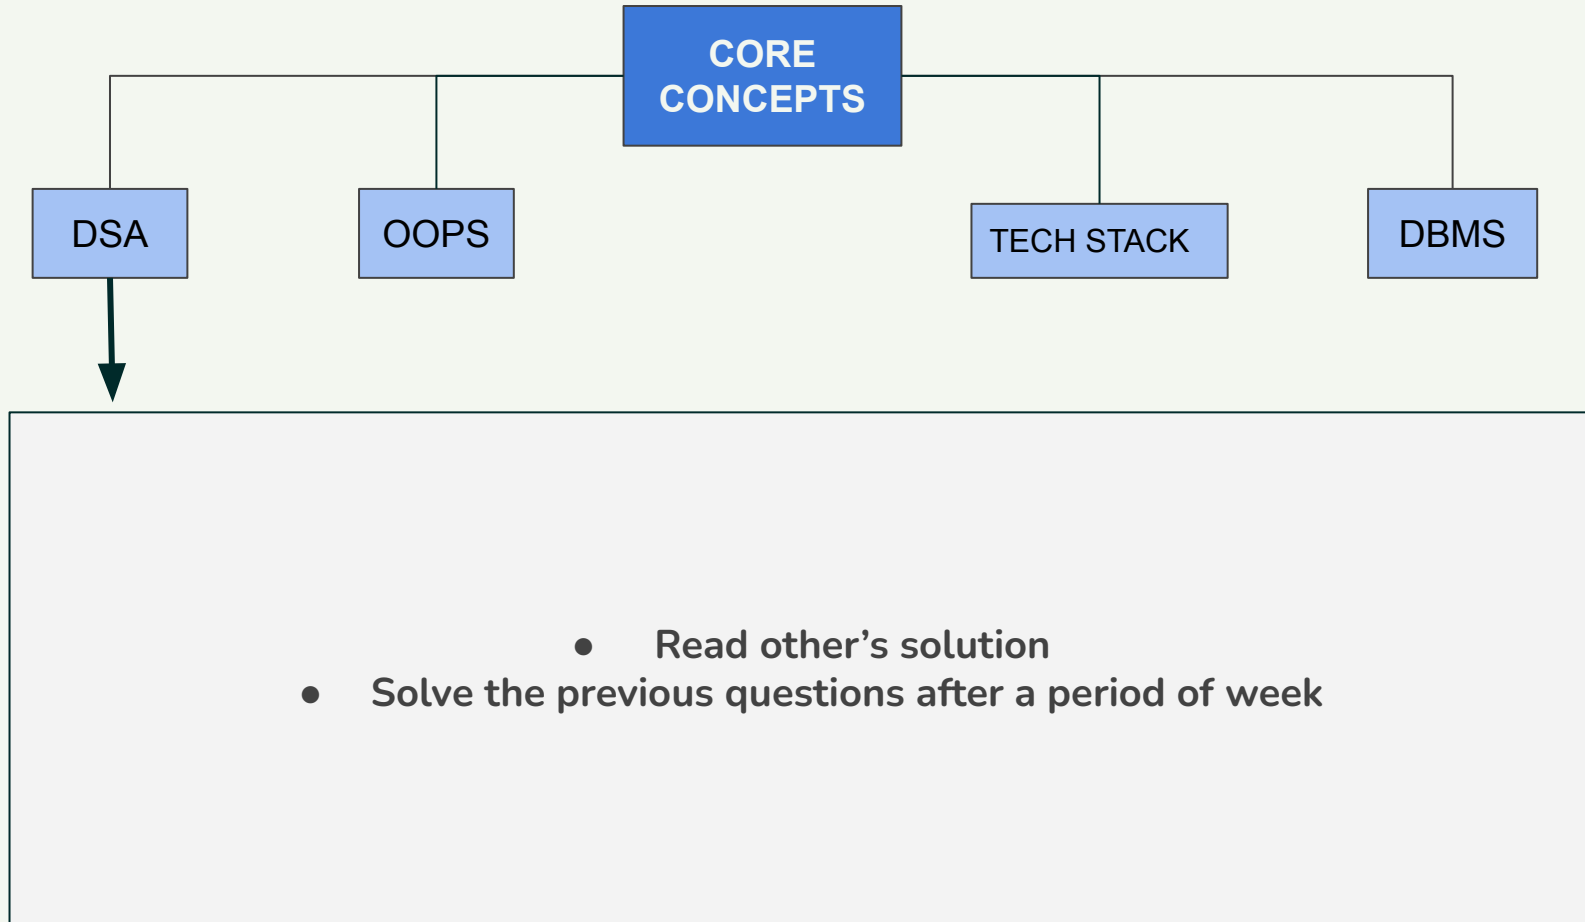 CORE
CONCEPTS
DSA
OOPS
TECH STACK
DBMS
● Read other’s solution
● Solve the previous questions after a period of week